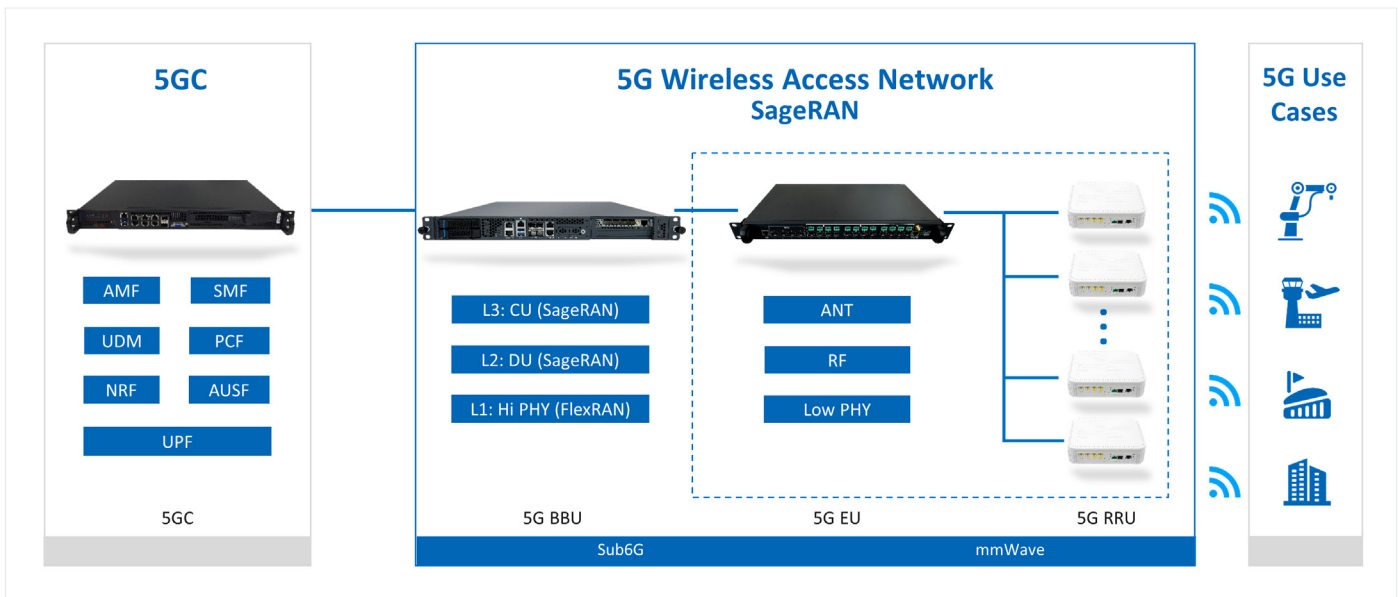 5GC
AMF
SMF
UDM
PCF
NRF
AUSF
UPF
5GC
5G Wireless Access Network
SageRAN
L3: CU (SageRAN)
L2: DU (SageRAN)
L1: Hi PHY (FlexRAN)
ANT
RF
Low PHY
5G BBU
5G EU
5G RRU
Sub6G
mmWave
5G Use
Cases